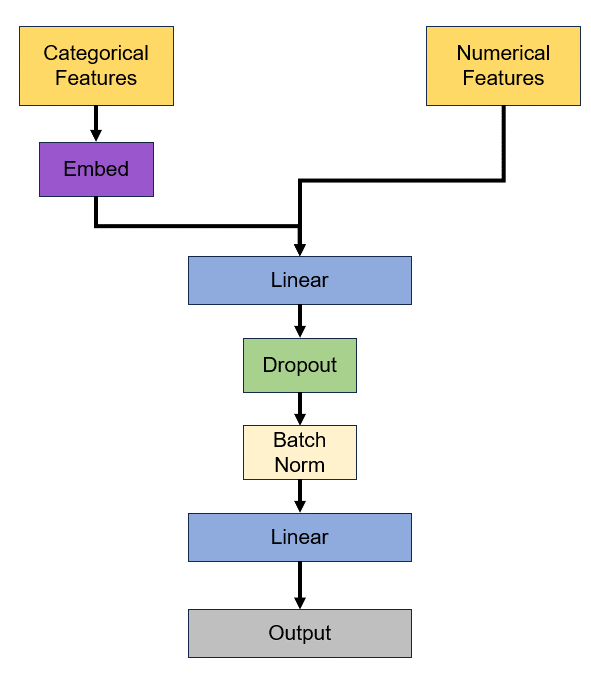 Categorical
Features
Numerical
Features
Embed
Linear
Dropout
Batch
Norm
Linear
Output